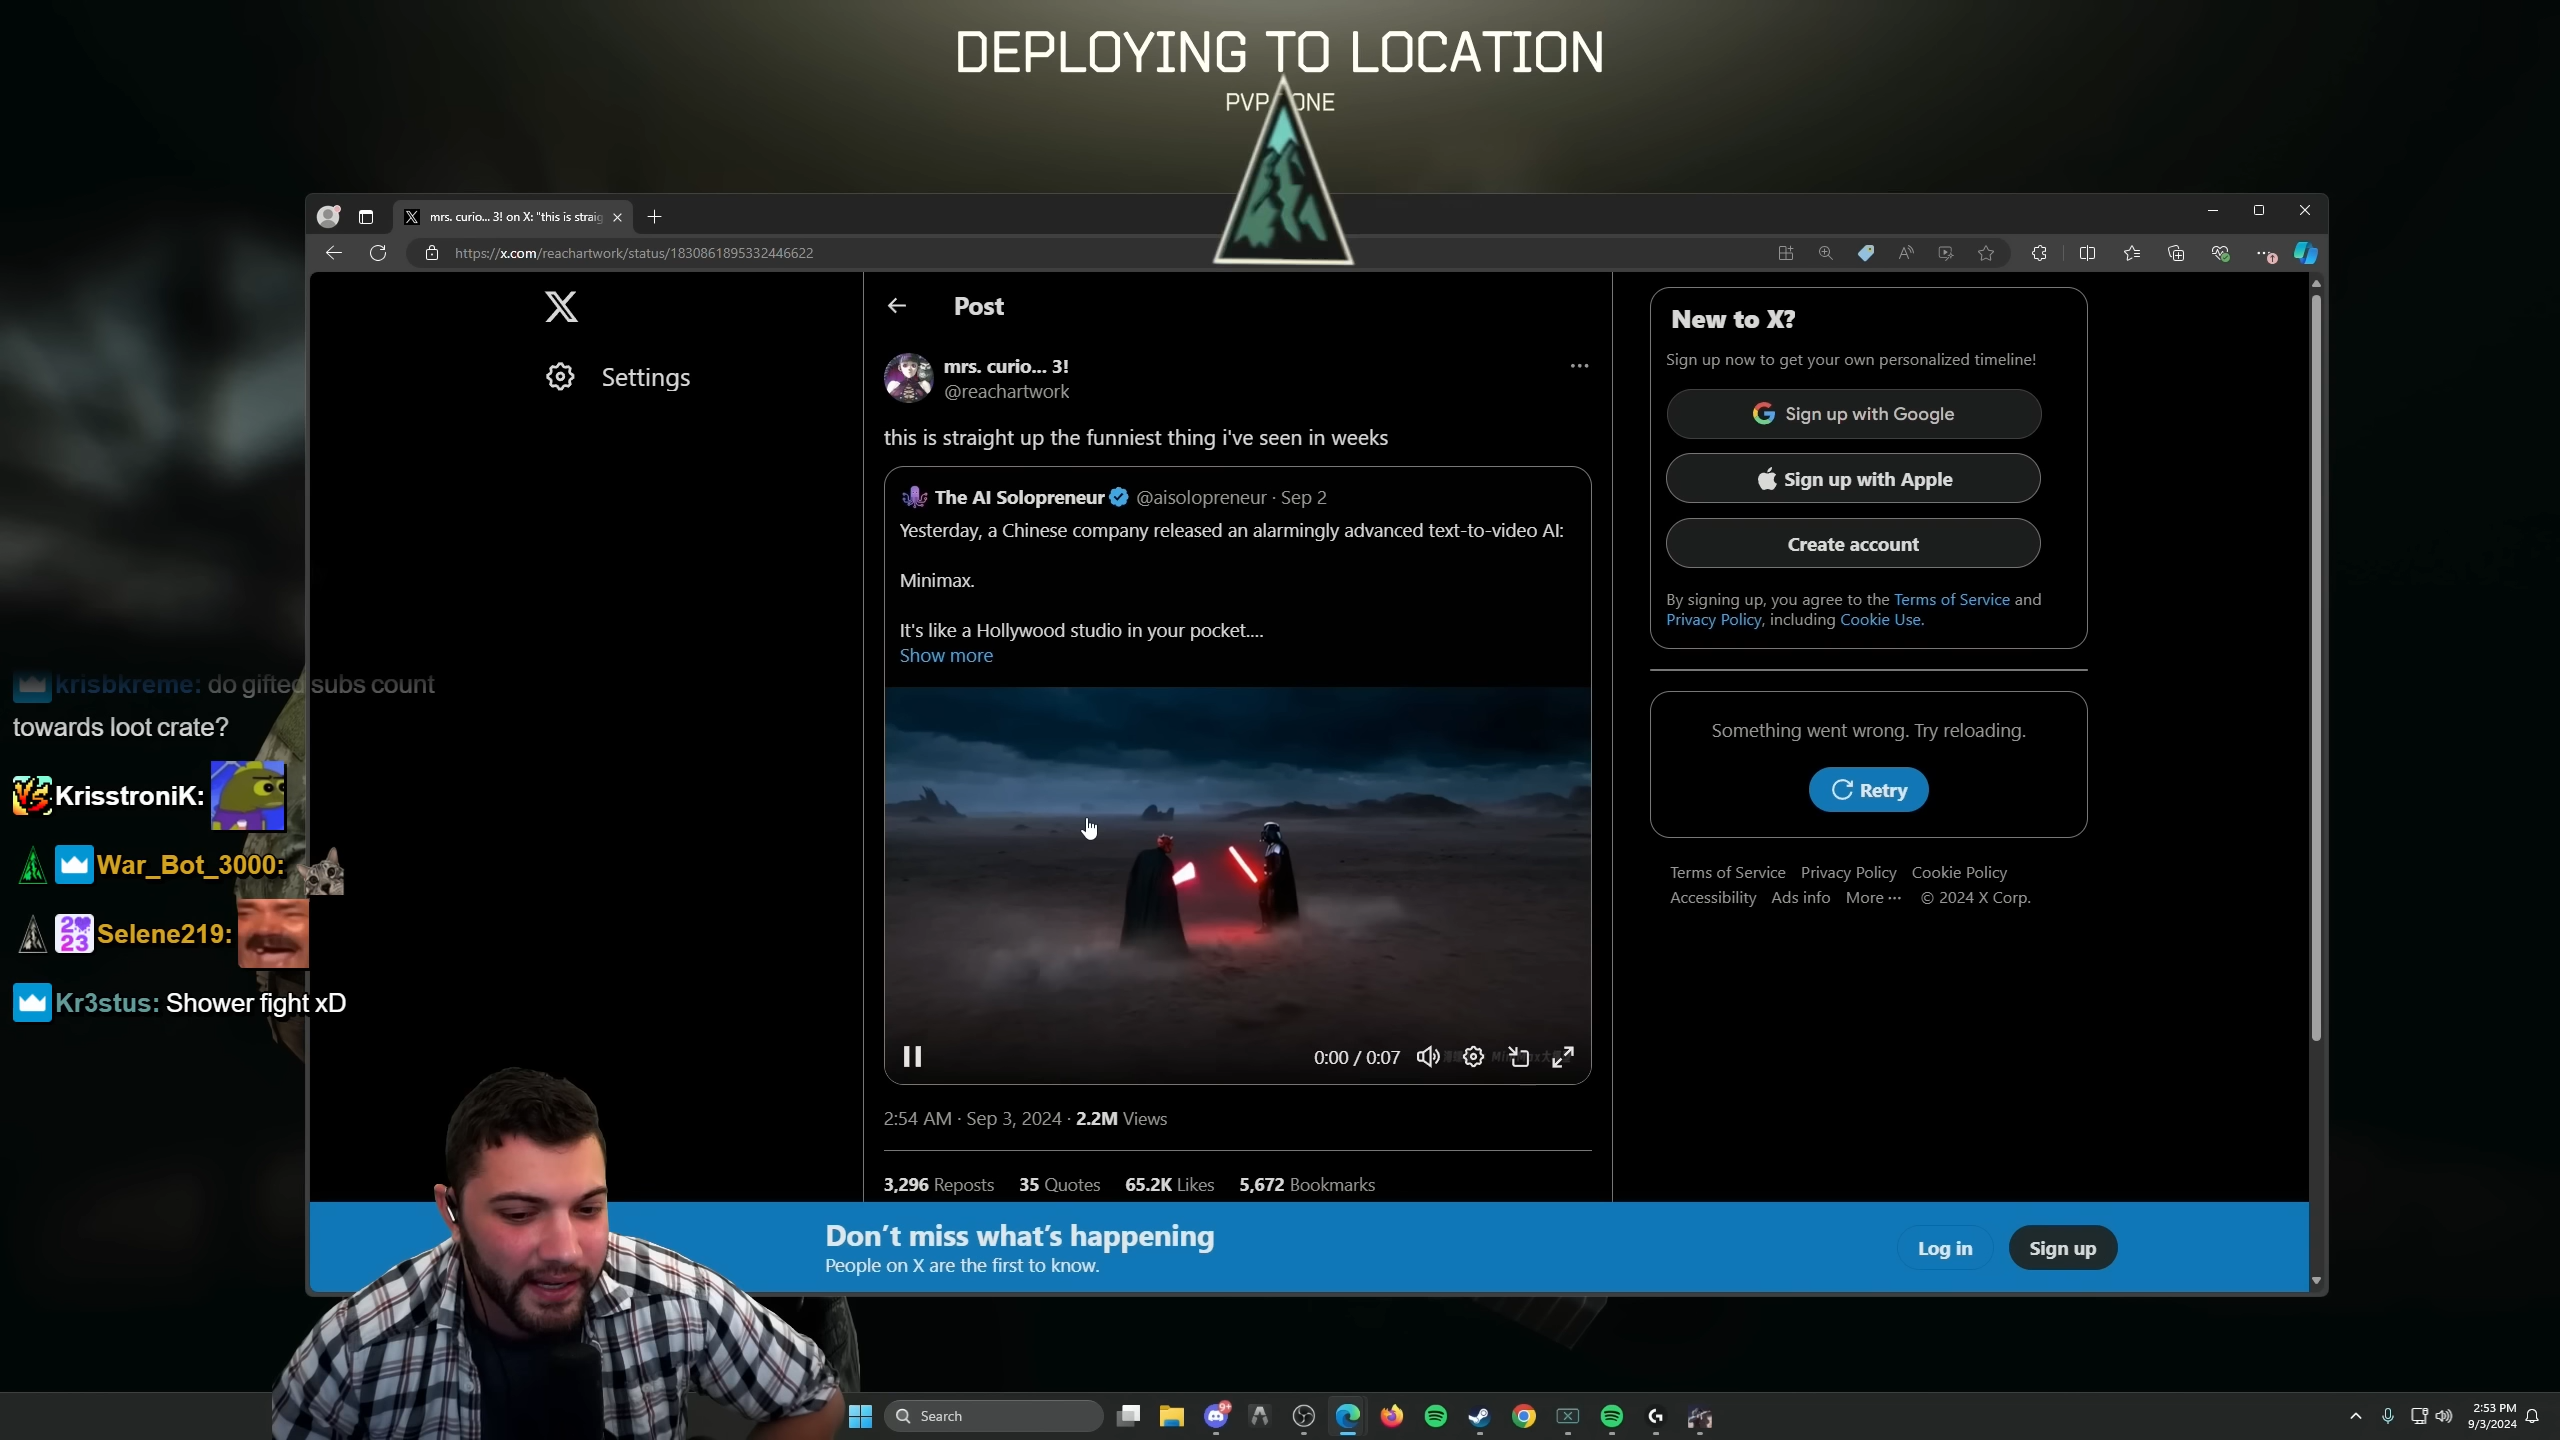 DEPLOYING TO LOCATION
PVP ZONE
mrs. curio... 3! on X: "this is straig
https://x.com/reachartwork/status/1830861895332446622
Post
Settings
mrs. curio... 3!
@reachartwork
this is straight up the funniest thing i've seen in weeks
The AI Solopreneur @aisolopreneur · Sep 2
Yesterday, a Chinese company released an alarmingly advanced text-to-video AI:
Minimax.
It's like a Hollywood studio in your pocket....
Show more
0:00 / 0:07
2:54 AM · Sep 3, 2024 · 2.2M Views
3,296 Reposts 35 Quotes 65.2K Likes 5,672 Bookmarks
New to X?
Sign up now to get your own personalized timeline!
Sign up with Google
Sign up with Apple
Create account
By signing up, you agree to the Terms of Service and
Privacy Policy, including Cookie Use.
Something went wrong. Try reloading.
Retry
Terms of Service Privacy Policy Cookie Policy
Accessibility Ads info More ··· © 2024 X Corp.
krisbkreme: do gifted subs count
towards loot crate?
KrisstroniK:
War_Bot_3000:
2023
Selene219:
Kr3stus: Shower fight xD
Don't miss what's happening
People on X are the first to know.
Log in
Sign up
Search
9+
2:53 PM
9/3/2024